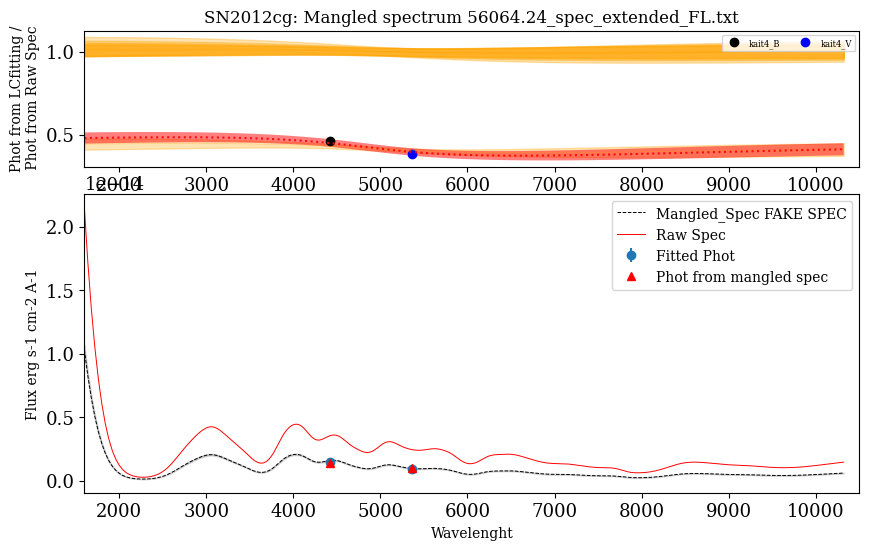 SN2012cg: Mangled spectrum 56064.24_spec_extended_FL.txt
Phot from LCfitting /
Phot from Raw Spec
1.0
0.5
kait4_B
kait4_V
2000 3000 4000 5000 6000 7000 8000 9000 10000
1e−14
Flux erg s-1 cm-2 A-1
2.0
1.5
1.0
0.5
0.0
Mangled_Spec FAKE SPEC
Raw Spec
Fitted Phot
Phot from mangled spec
2000 3000 4000 5000 6000 7000 8000 9000 10000
Wavelenght